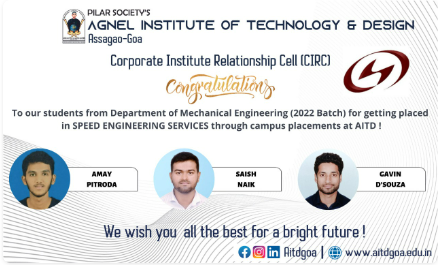 PILAR SOCIETY'S
AGNEL INSTITUTE OF TECHNOLOGY & DESIGN
Assagao-Goa
Corporate Institute Relationship Cell (CIRC)
Congratulations
To our students from Department of Mechanical Engineering (2022 Batch) for getting placed
in SPEED ENGINEERING SERVICES through campus placements at AITD !
AMAY
PITRODA
SAISH
NAIK
GAVIN
D'SOUZA
We wish you all the best for a bright future !
Aitdgoa | www.aitdgoa.edu.in